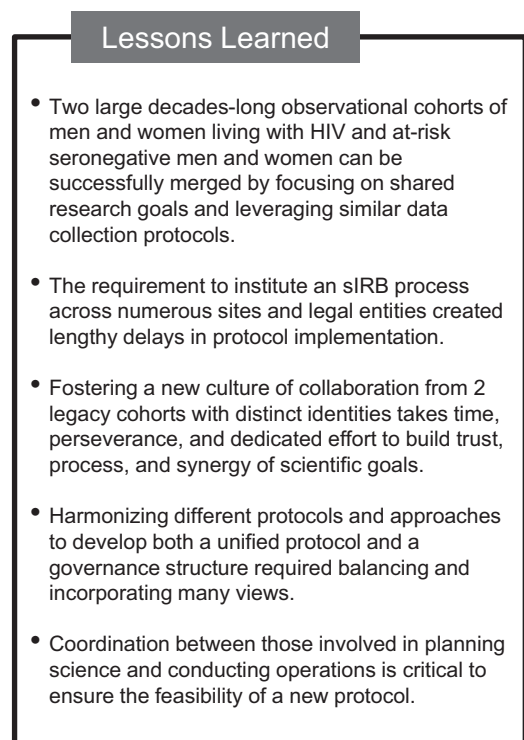 Lessons Learned
• Two large decades-long observational cohorts of
men and women living with HIV and at-risk
seronegative men and women can be
successfully merged by focusing on shared
research goals and leveraging similar data
collection protocols.
• The requirement to institute an sIRB process
across numerous sites and legal entities created
lengthy delays in protocol implementation.
• Fostering a new culture of collaboration from 2
legacy cohorts with distinct identities takes time,
perseverance, and dedicated effort to build trust,
process, and synergy of scientific goals.
• Harmonizing different protocols and approaches
to develop both a unified protocol and a
governance structure required balancing and
incorporating many views.
• Coordination between those involved in planning
science and conducting operations is critical to
ensure the feasibility of a new protocol.